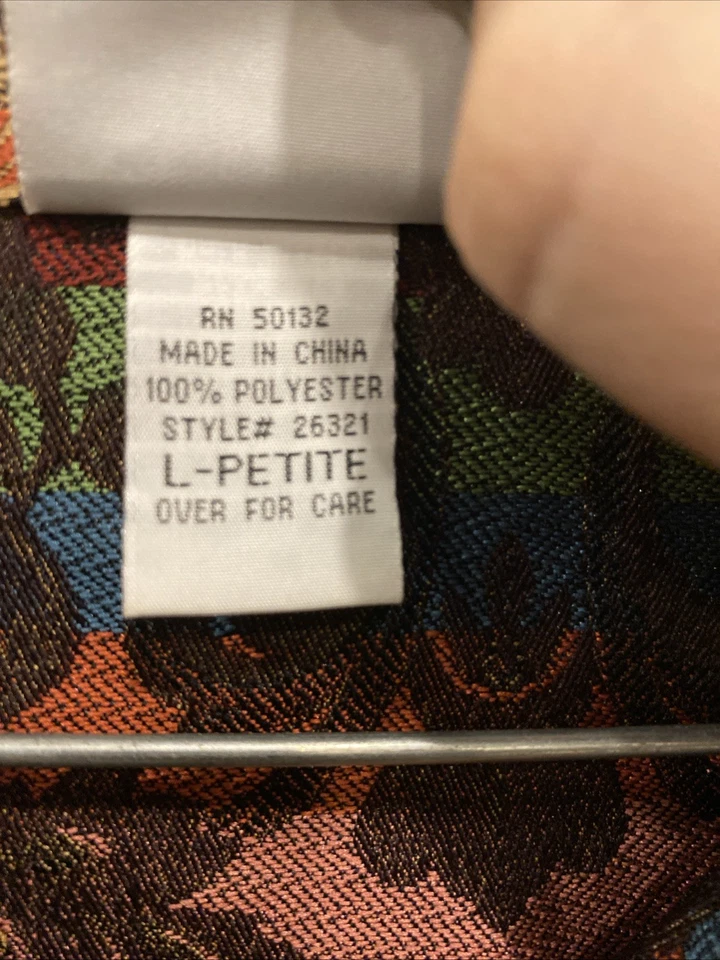 RN 50132
MADE IN CHINA
100% POLYESTER
STYLE# 26321
L-PETITE
OVER FOR CARE